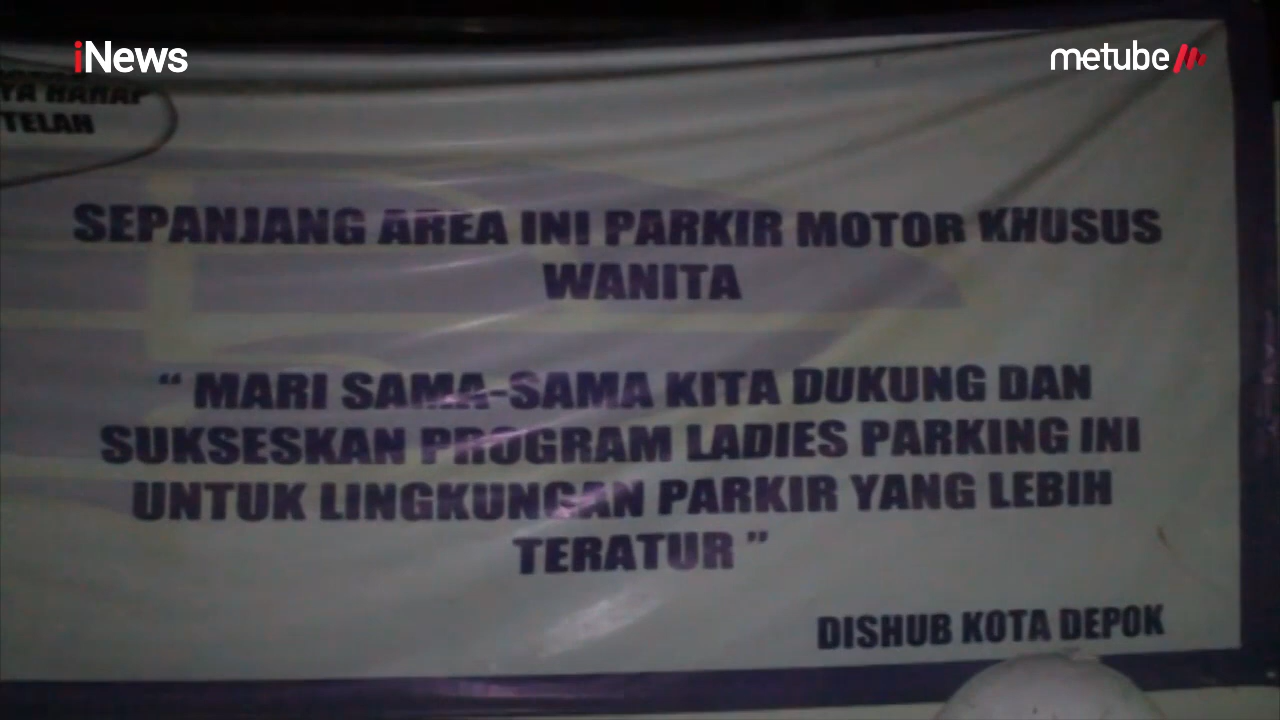 iNews
metube
TELAH
SEPANJANG AREA INI PARKIR MOTOR KHUSUS
WANITA
“ MARI SAMA-SAMA KITA DUKUNG DAN
SUKSESKAN PROGRAM LADIES PARKING INI
UNTUK LINGKUNGAN PARKIR YANG LEBIH
TERATUR ”
DISHUB KOTA DEPOK